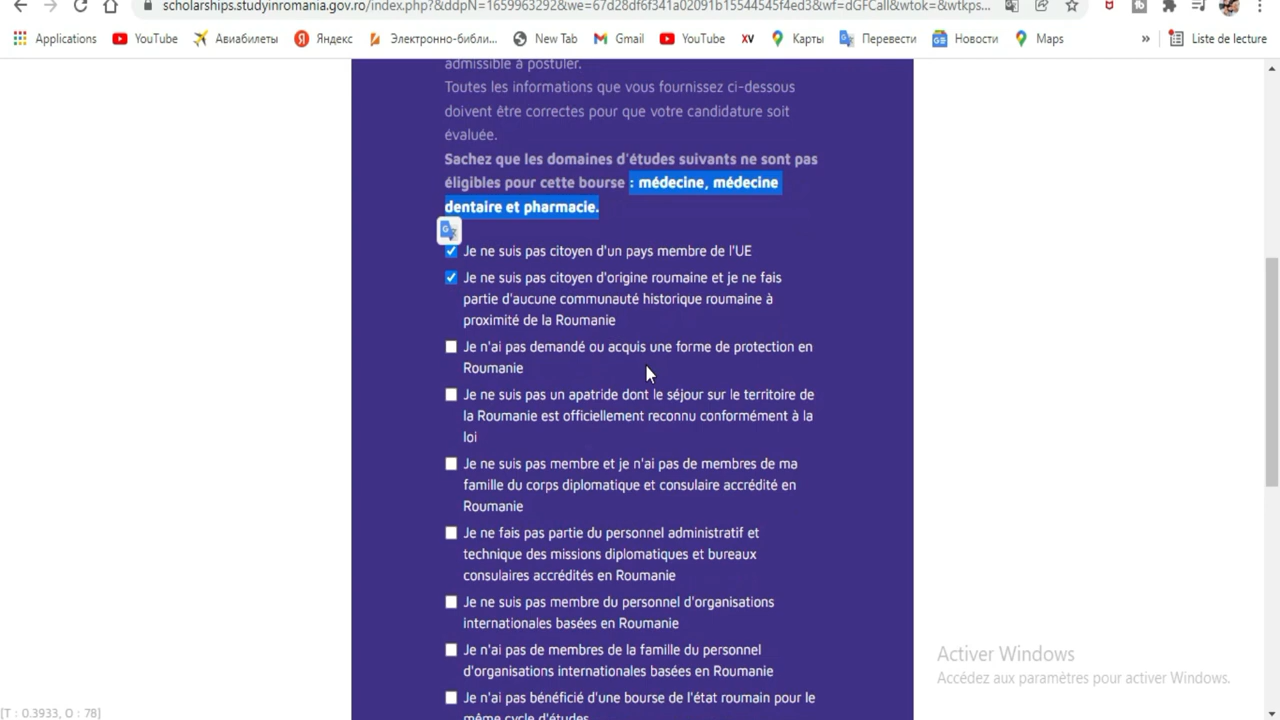 scholarships.studyinromania.gov.ro/index.php?&ddpN=1659963292&we=67d28df6f341a02091b15544545f4ed3&wf=dGFCall&wtok=&wtkps...
Applications YouTube Авиабилеты Яндекс Электронно-библи... New Tab Gmail YouTube XV Карты Перевести Новости Maps » Liste de lecture
admissible à postuler.
Toutes les informations que vous fournissez ci-dessous
doivent être correctes pour que votre candidature soit
évaluée.
Sachez que les domaines d'études suivants ne sont pas
éligibles pour cette bourse : médecine, médecine
dentaire et pharmacie.
Je ne suis pas citoyen d'un pays membre de l'UE
Je ne suis pas citoyen d'origine roumaine et je ne fais
partie d'aucune communauté historique roumaine à
proximité de la Roumanie
Je n'ai pas demandé ou acquis une forme de protection en
Roumanie
Je ne suis pas un apatride dont le séjour sur le territoire de
la Roumanie est officiellement reconnu conformément à la
loi
Je ne suis pas membre et je n'ai pas de membres de ma
famille du corps diplomatique et consulaire accrédité en
Roumanie
Je ne fais pas partie du personnel administratif et
technique des missions diplomatiques et bureaux
consulaires accrédités en Roumanie
Je ne suis pas membre du personnel d'organisations
internationales basées en Roumanie
Je n'ai pas de membres de la famille du personnel
d'organisations internationales basées en Roumanie
Je n'ai pas bénéficié d'une bourse de l'état roumain pour le
même cycle d'études
Activer Windows
Accédez aux paramètres pour activer Windows.
[T : 0.3933, O : 78]